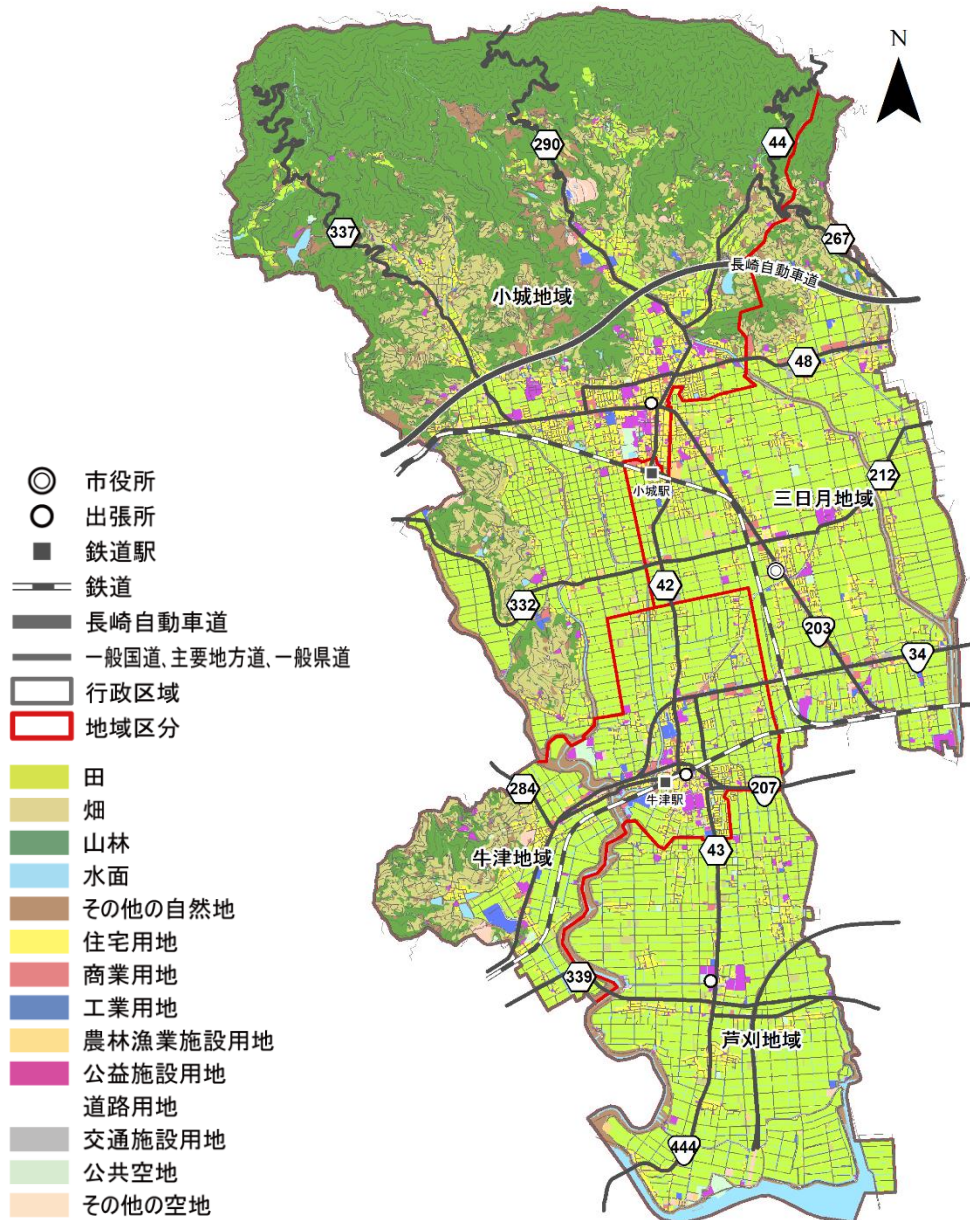 N
290
44
337
267
長崎自動車道
小城地域
48
212
小城駅
三日月地域
42
332
203
34
284
牛津駅
207
牛津地域
43
339
芦刈地域
444
市役所
出張所
鉄道駅
鉄道
長崎自動車道
一般国道、主要地方道、一般県道
行政区域
地域区分
田
畑
山林
水面
その他の自然地
住宅用地
商業用地
工業用地
農林漁業施設用地
公益施設用地
道路用地
交通施設用地
公共空地
その他の空地